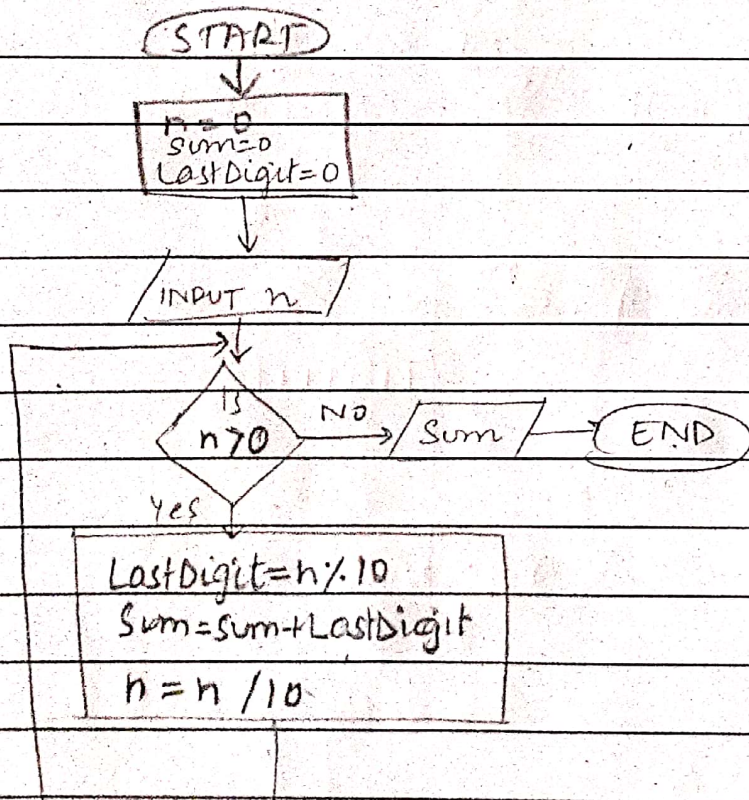 START
n = 0
sum=0
LastDigit=0
INPUT n
Is
n>0
NO
Sum
END
Yes
LastDigit=n%10
Sum=sum+LastDigit
n = n /10